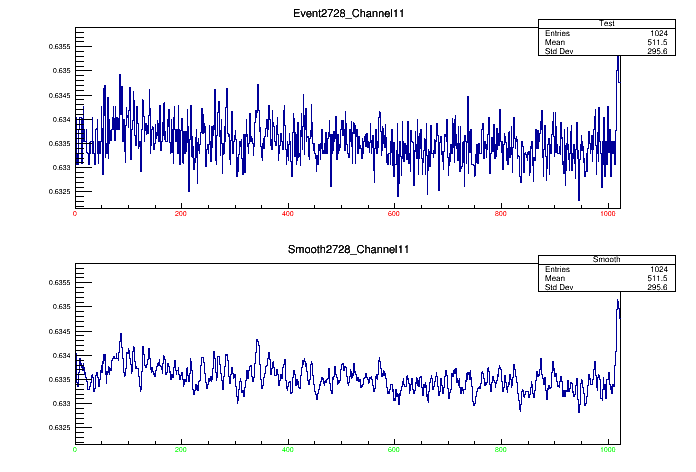 Event2728_Channel11
Test
Entries 1024
Mean 511.5
Std Dev 295.6
0.6355
0.635
0.6345
0.634
0.6335
0.633
0.6325
0 200 400 600 800 1000
Smooth2728_Channel11
Smooth
Entries 1024
Mean 511.5
Std Dev 295.6
0.6355
0.635
0.6345
0.634
0.6335
0.633
0.6325
0 200 400 600 800 1000